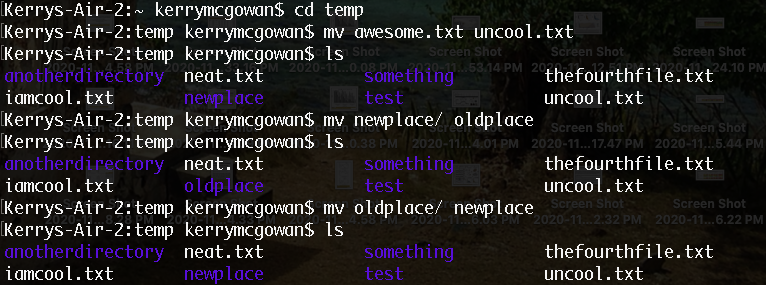 Kerrys-Air-2:~ kerrymcgowan$ cd temp
Kerrys-Air-2:temp kerrymcgowan$ mv awesome.txt uncool.txt
Kerrys-Air-2:temp kerrymcgowan$ ls
anotherdirectory neat.txt something thefourthfile.txt
iamcool.txt newplace test uncool.txt
Kerrys-Air-2:temp kerrymcgowan$ mv newplace/ oldplace
Kerrys-Air-2:temp kerrymcgowan$ ls
anotherdirectory neat.txt something thefourthfile.txt
iamcool.txt oldplace test uncool.txt
Kerrys-Air-2:temp kerrymcgowan$ mv oldplace/ newplace
Kerrys-Air-2:temp kerrymcgowan$ ls
anotherdirectory neat.txt something thefourthfile.txt
iamcool.txt newplace test uncool.txt